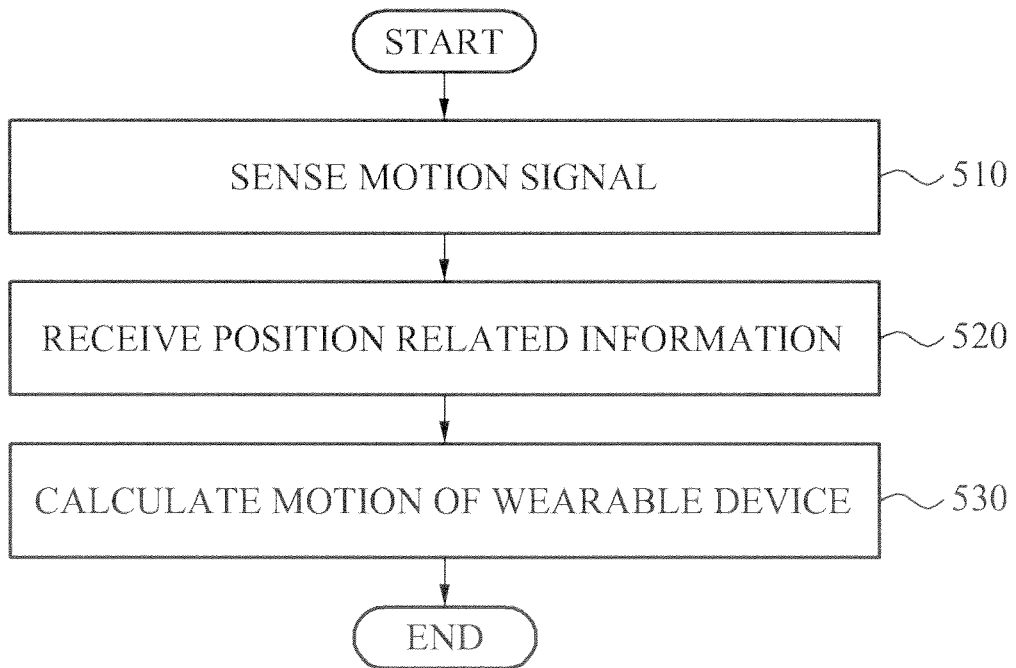 START
SENSE MOTION SIGNAL
510
RECEIVE POSITION RELATED INFORMATION
520
CALCULATE MOTION OF WEARABLE DEVICE
530
END